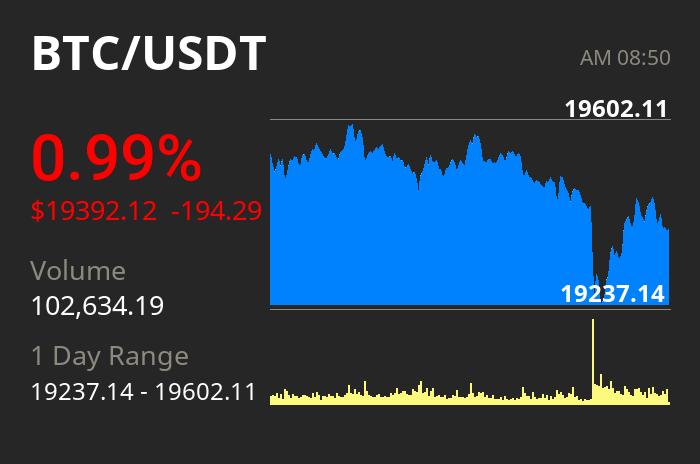 BTC/USDT
AM 08:50
19602.11
0.99%
$19392.12 -194.29
Volume
102,634.19
19237.14
1 Day Range
19237.14 - 19602.11